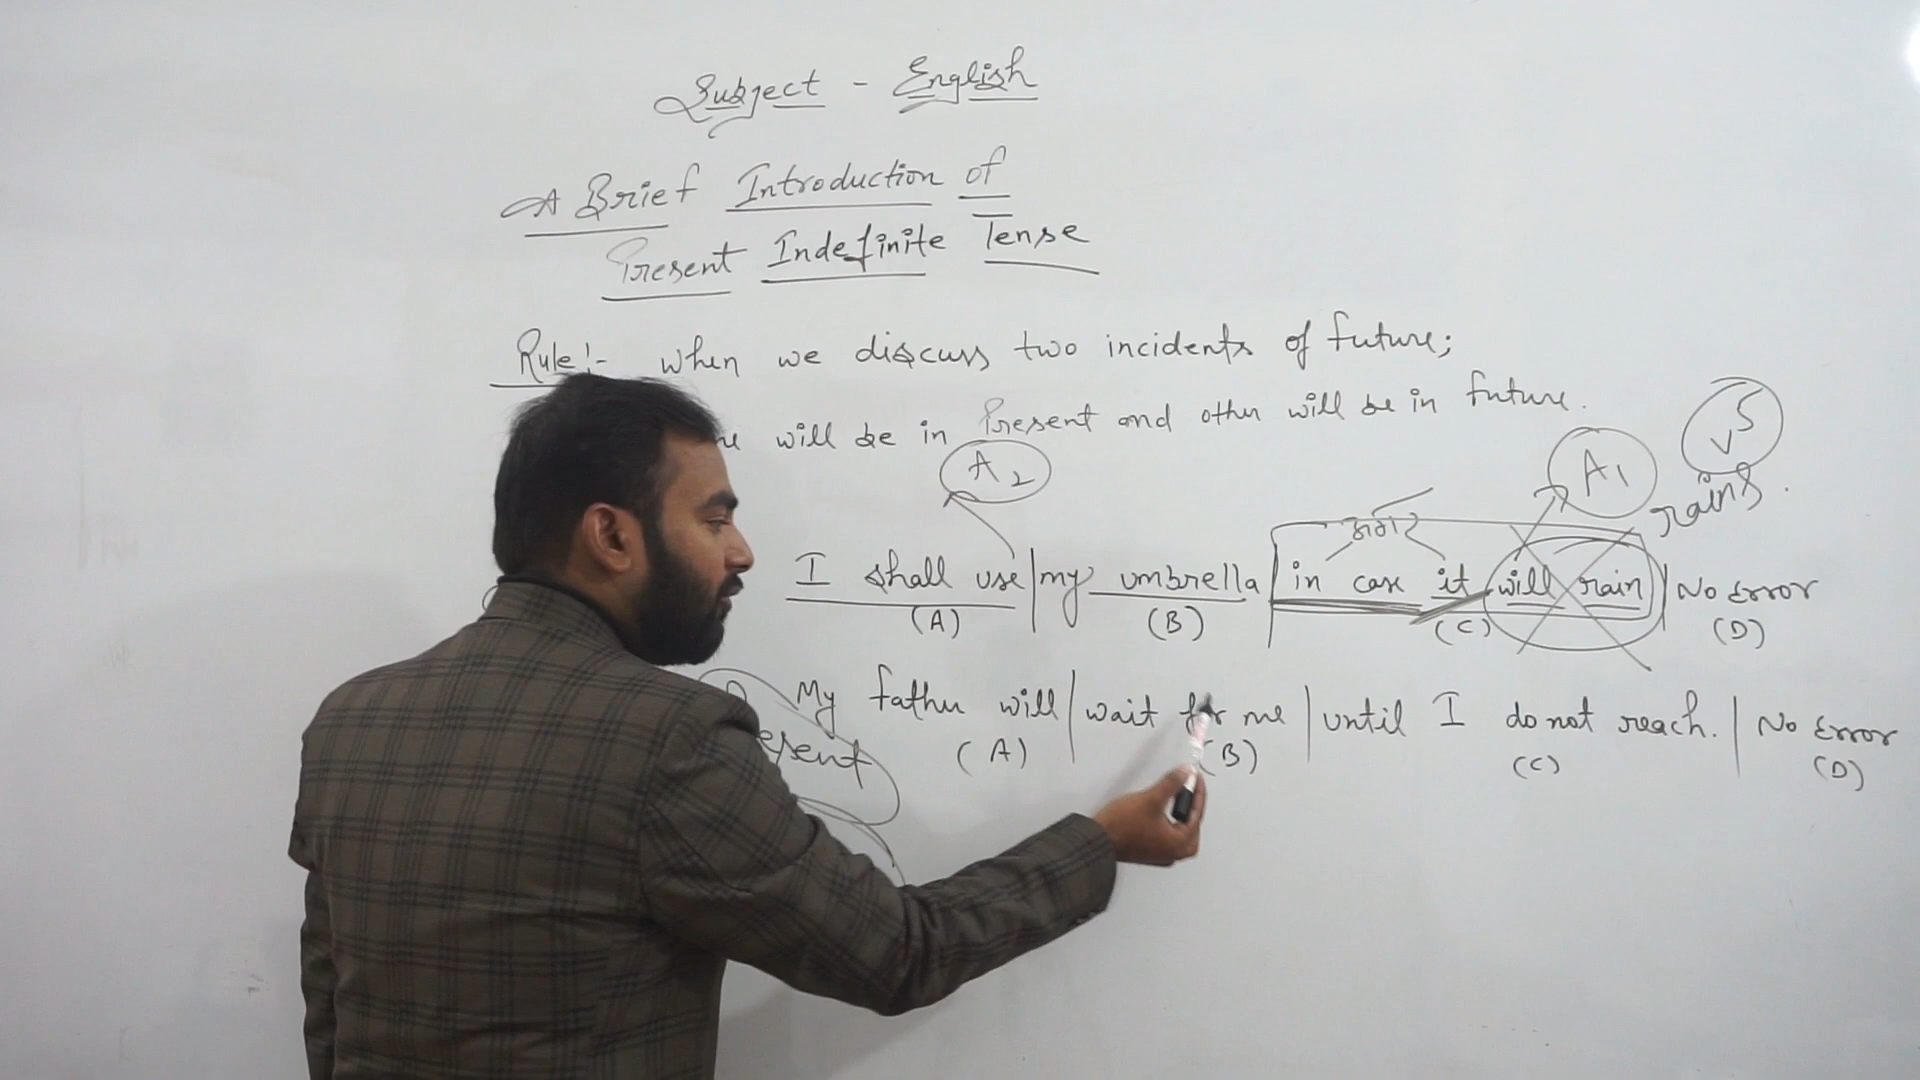 Subject - English
A Brief Introduction of
Present Indefinite Tense
Rule:- When we discuss two incidents of future;
will be in Present and other will be in future.
A2
A1
V5
rains.
अगर
I shall use | my umbrella | in case it will rain | No Error
(A) (B) (C) (D)
My father will | wait for me | until I do not reach. | No Error
(A) (B) (C) (D)